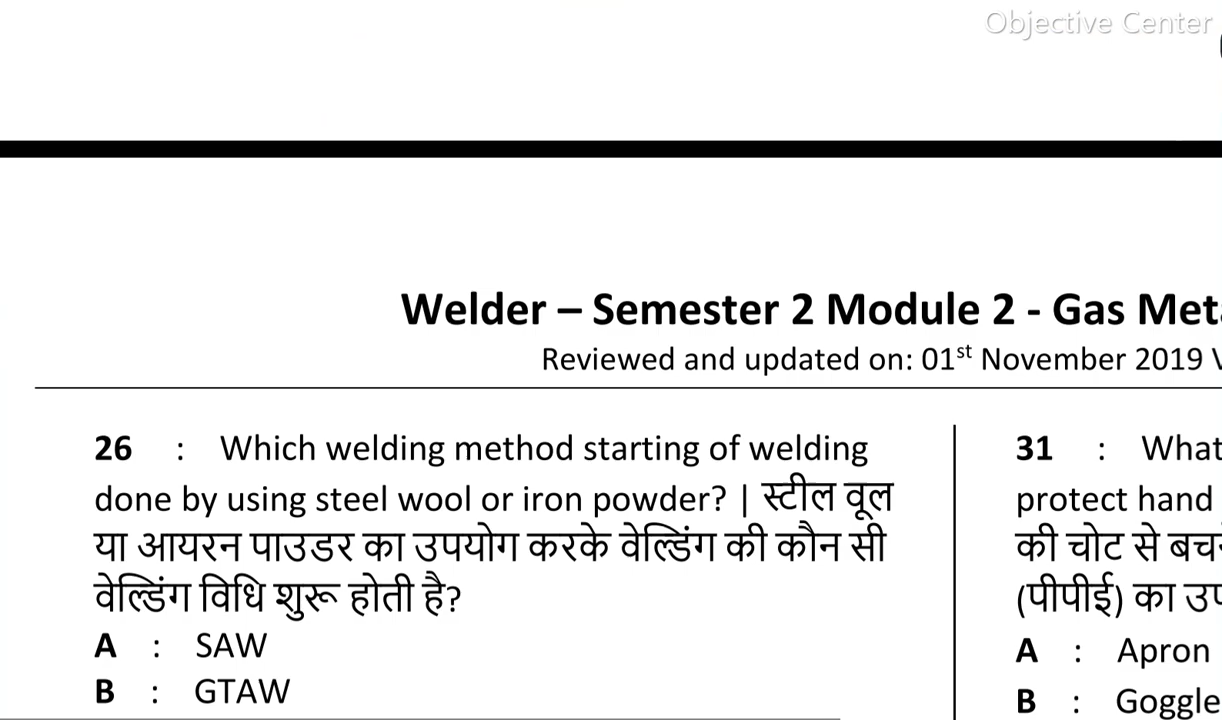 Objective Center
Welder – Semester 2 Module 2 - Gas Met
Reviewed and updated on: 01st November 2019
26 : Which welding method starting of welding
done by using steel wool or iron powder? | स्टील वूल
या आयरन पाउडर का उपयोग करके वेल्डिंग की कौन सी
वेल्डिंग विधि शुरू होती है?
A : SAW
B : GTAW
31 : What
protect hand
की चोट से बच
(पीपीई) का उ
A : Apron
B : Goggle